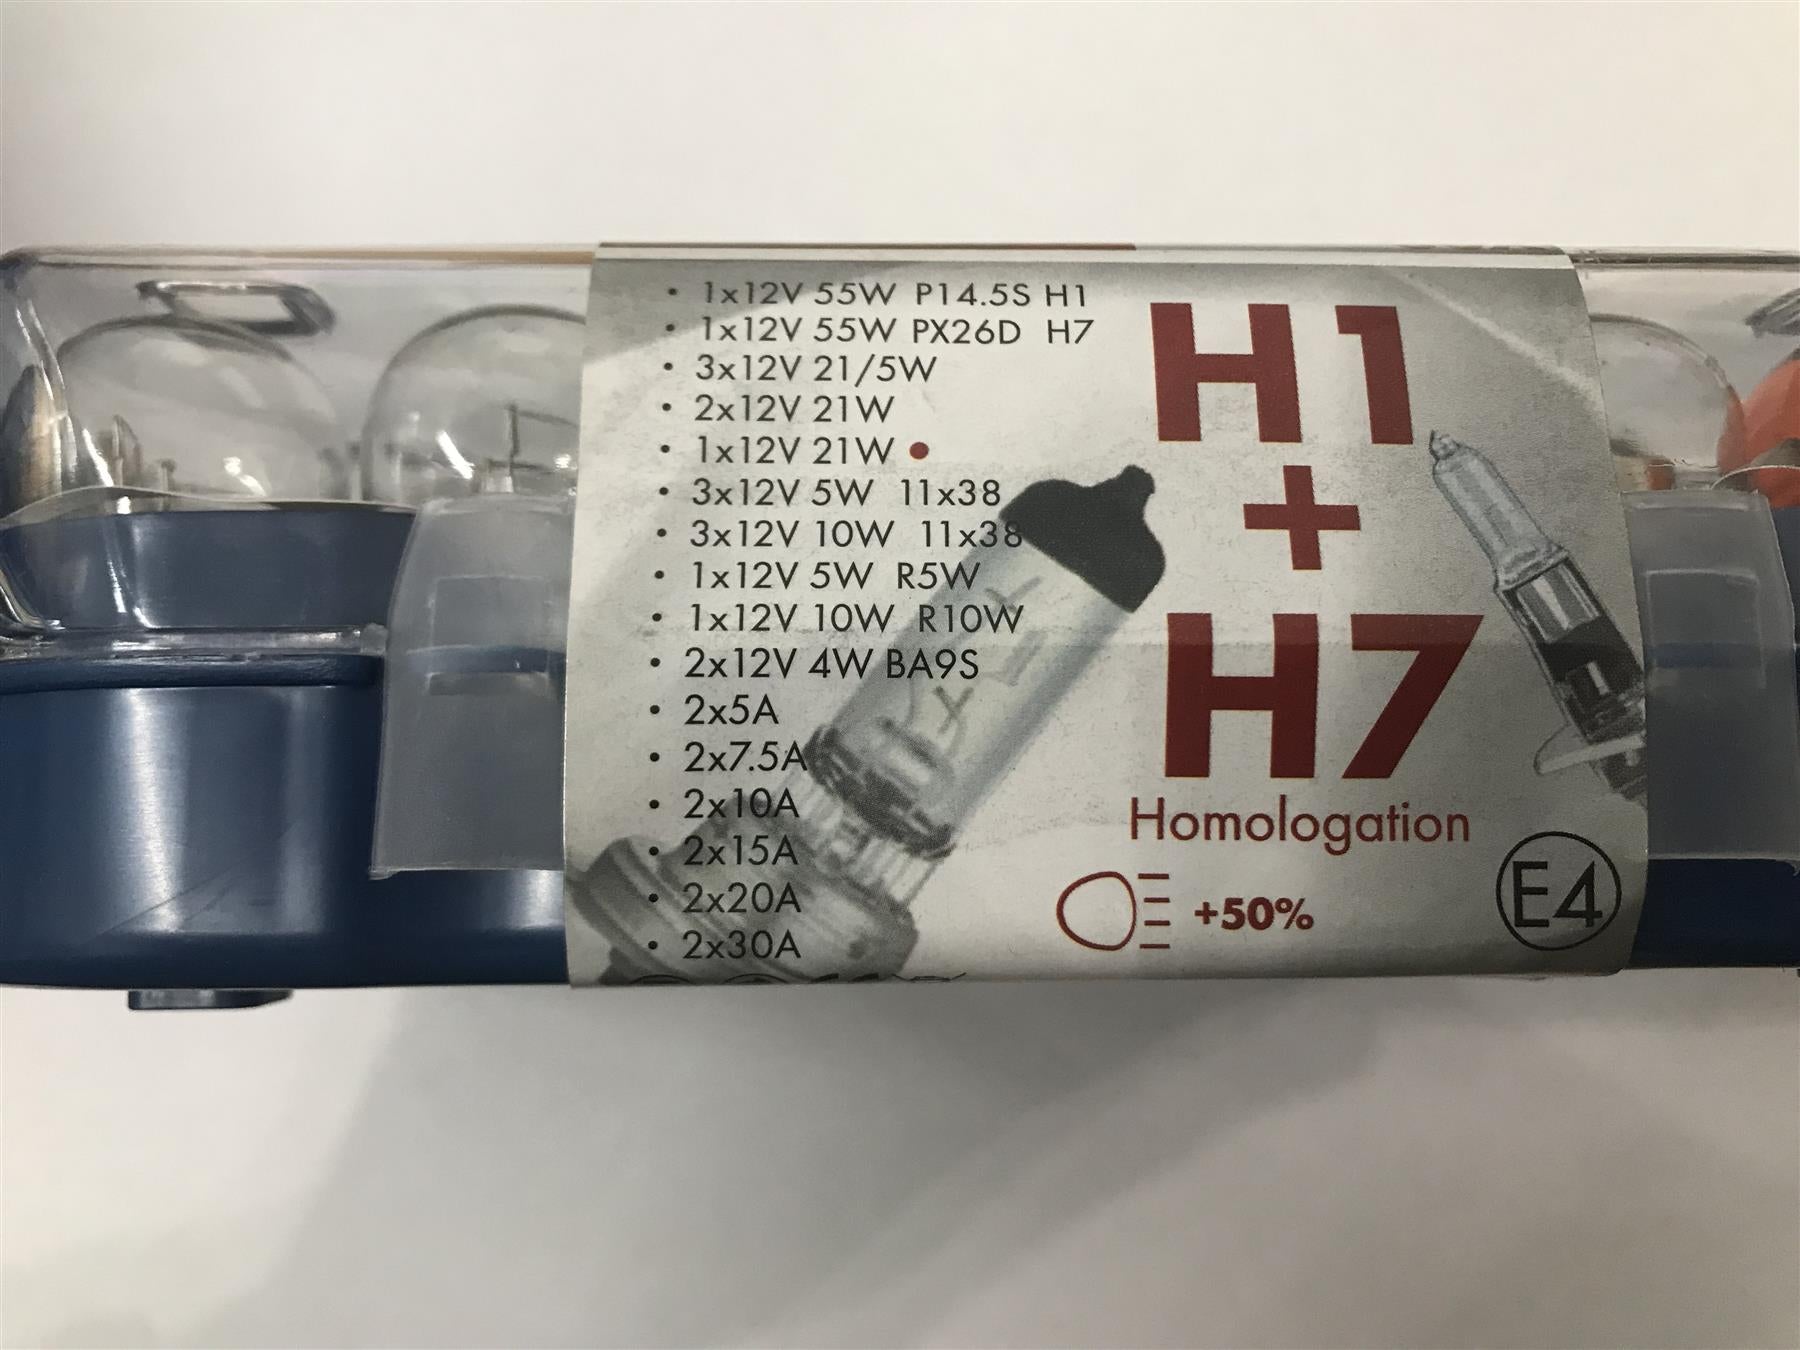 • 1x12V 55W P14.5S H1
• 1x12V 55W PX26D H7
• 3x12V 21/5W
• 2x12V 21W
• 1x12V 21W •
• 3x12V 5W 11x38
• 3x12V 10W 11x38
• 1x12V 5W R5W
• 1x12V 10W R10W
• 2x12V 4W BA9S
• 2x5A
• 2x7.5A
• 2x10A
• 2x15A
• 2x20A
• 2x30A
H1
+
H7
Homologation
+50%
E4